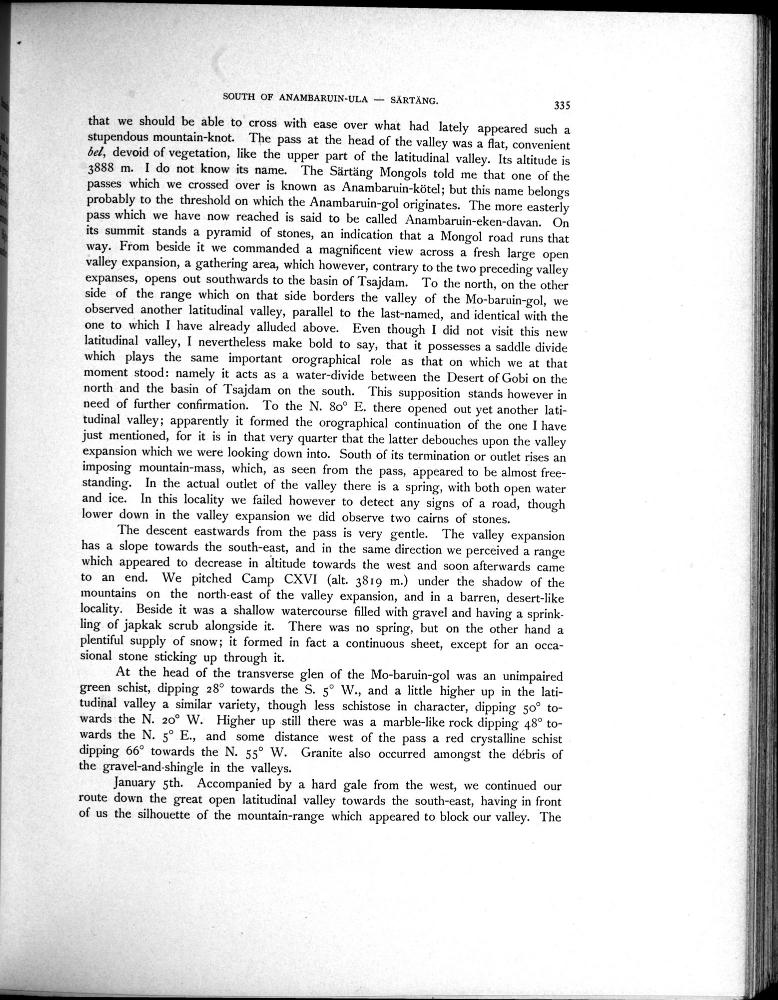 SOUTH OF ANAMBARUIN-ULA — SÄRTÄNG.
335
that we should be able to cross with ease over what had lately appeared such a
stupendous mountain-knot. The pass at the head of the valley was a flat, convenient
bel, devoid of vegetation, like the upper part of the latitudinal valley. Its altitude is
3888 m. I do not know its name. The Särtäng Mongols told me that one of the
passes which we crossed over is known as Anambaruin-kötel; but this name belongs
probably to the threshold on which the Anambaruin-gol originates. The more easterly
pass which we have now reached is said to be called Anambaruin-eken-davan. On
its summit stands a pyramid of stones, an indication that a Mongol road runs that
way. From beside it we commanded a magnificent view across a fresh large open
valley expansion, a gathering area, which however, contrary to the two preceding valley
expanses, opens out southwards to the basin of Tsajdam. To the north, on the other
side of the range which on that side borders the valley of the Mo-baruin-gol, we
observed another latitudinal valley, parallel to the last-named, and identical with the
one to which I have already alluded above. Even though I did not visit this new
latitudinal valley, I nevertheless make bold to say, that it possesses a saddle divide
which plays the same important orographical role as that on which we at that
moment stood: namely it acts as a water-divide between the Desert of Gobi on the
north and the basin of Tsajdam on the south. This supposition stands however in
need of further confirmation. To the N. 80° E. there opened out yet another lati-
tudinal valley; apparently it formed the orographical continuation of the one I have
just mentioned, for it is in that very quarter that the latter debouches upon the valley
expansion which we were looking down into. South of its termination or outlet rises an
imposing mountain-mass, which, as seen from the pass, appeared to be almost free-
standing. In the actual outlet of the valley there is a spring, with both open water
and ice. In this locality we failed however to detect any signs of a road, though
lower down in the valley expansion we did observe two cairns of stones.
The descent eastwards from the pass is very gentle. The valley expansion
has a slope towards the south-east, and in the same direction we perceived a range
which appeared to decrease in altitude towards the west and soon afterwards came
to an end. We pitched Camp CXVI (alt. 3819 m.) under the shadow of the
mountains on the north-east of the valley expansion, and in a barren, desert-like
locality. Beside it was a shallow watercourse filled with gravel and having a sprink-
ling of japkak scrub alongside it. There was no spring, but on the other hand a
plentiful supply of snow; it formed in fact a continuous sheet, except for an occa-
sional stone sticking up through it.
At the head of the transverse glen of the Mo-baruin-gol was an unimpaired
green schist, dipping 28° towards the S. 5° W., and a little higher up in the lati-
tudinal valley a similar variety, though less schistose in character, dipping 50° to-
wards the N. 20° W. Higher up still there was a marble-like rock dipping 48° to-
wards the N. 5° E., and some distance west of the pass a red crystalline schist
dipping 66° towards the N. 55° W. Granite also occurred amongst the débris of
the gravel-and-shingle in the valleys.
January 5th. Accompanied by a hard gale from the west, we continued our
route down the great open latitudinal valley towards the south-east, having in front
of us the silhouette of the mountain-range which appeared to block our valley. The